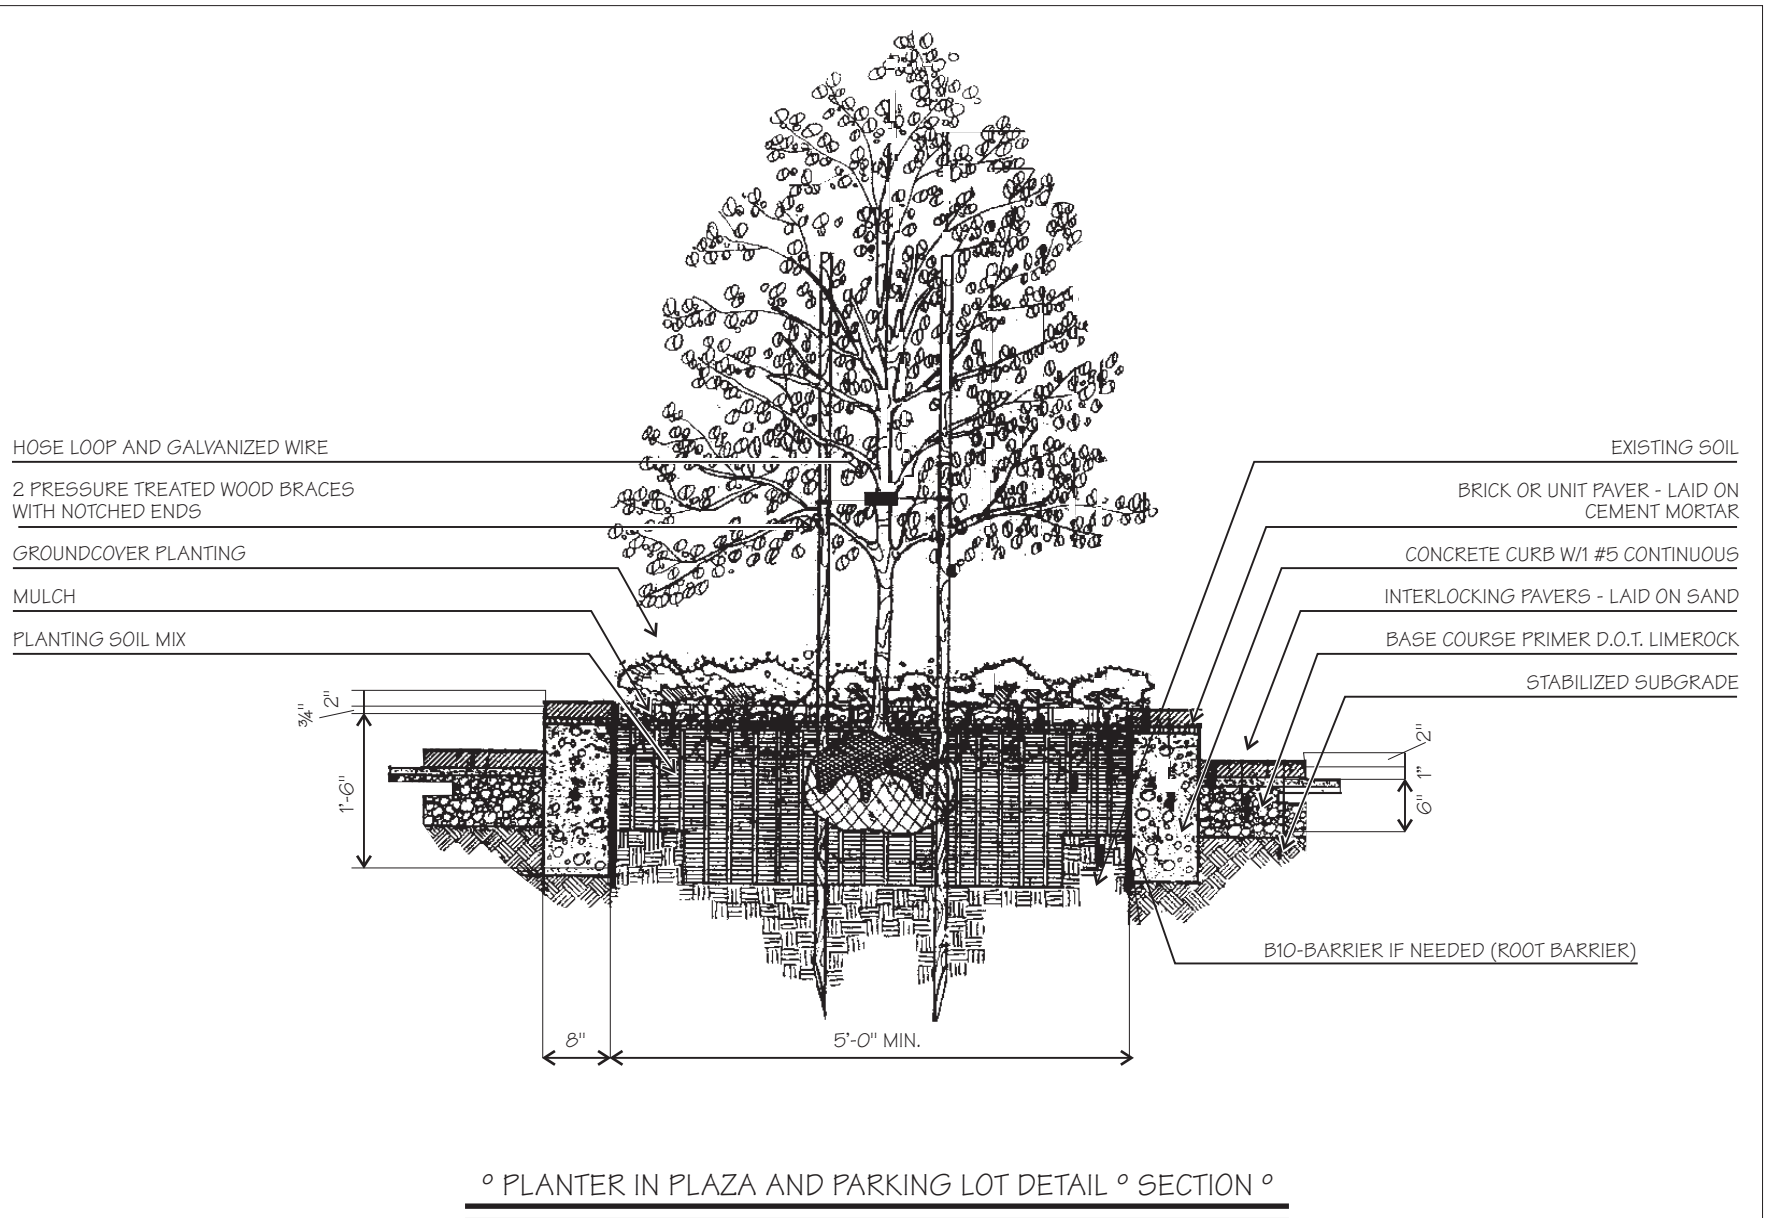 HOSE LOOP AND GALVANIZED WIRE
2 PRESSURE TREATED WOOD BRACES
WITH NOTCHED ENDS
GROUNDCOVER PLANTING
MULCH
PLANTING SOIL MIX
EXISTING SOIL
BRICK OR UNIT PAVER - LAID ON
CEMENT MORTAR
CONCRETE CURB W/1 #5 CONTINUOUS
INTERLOCKING PAVERS - LAID ON SAND
BASE COURSE PRIMER D.O.T. LIMEROCK
STABILIZED SUBGRADE
2"
3/4"
1'-6"
2"
1"
6"
B10-BARRIER IF NEEDED (ROOT BARRIER)
8"
5'-0" MIN.
° PLANTER IN PLAZA AND PARKING LOT DETAIL ° SECTION °